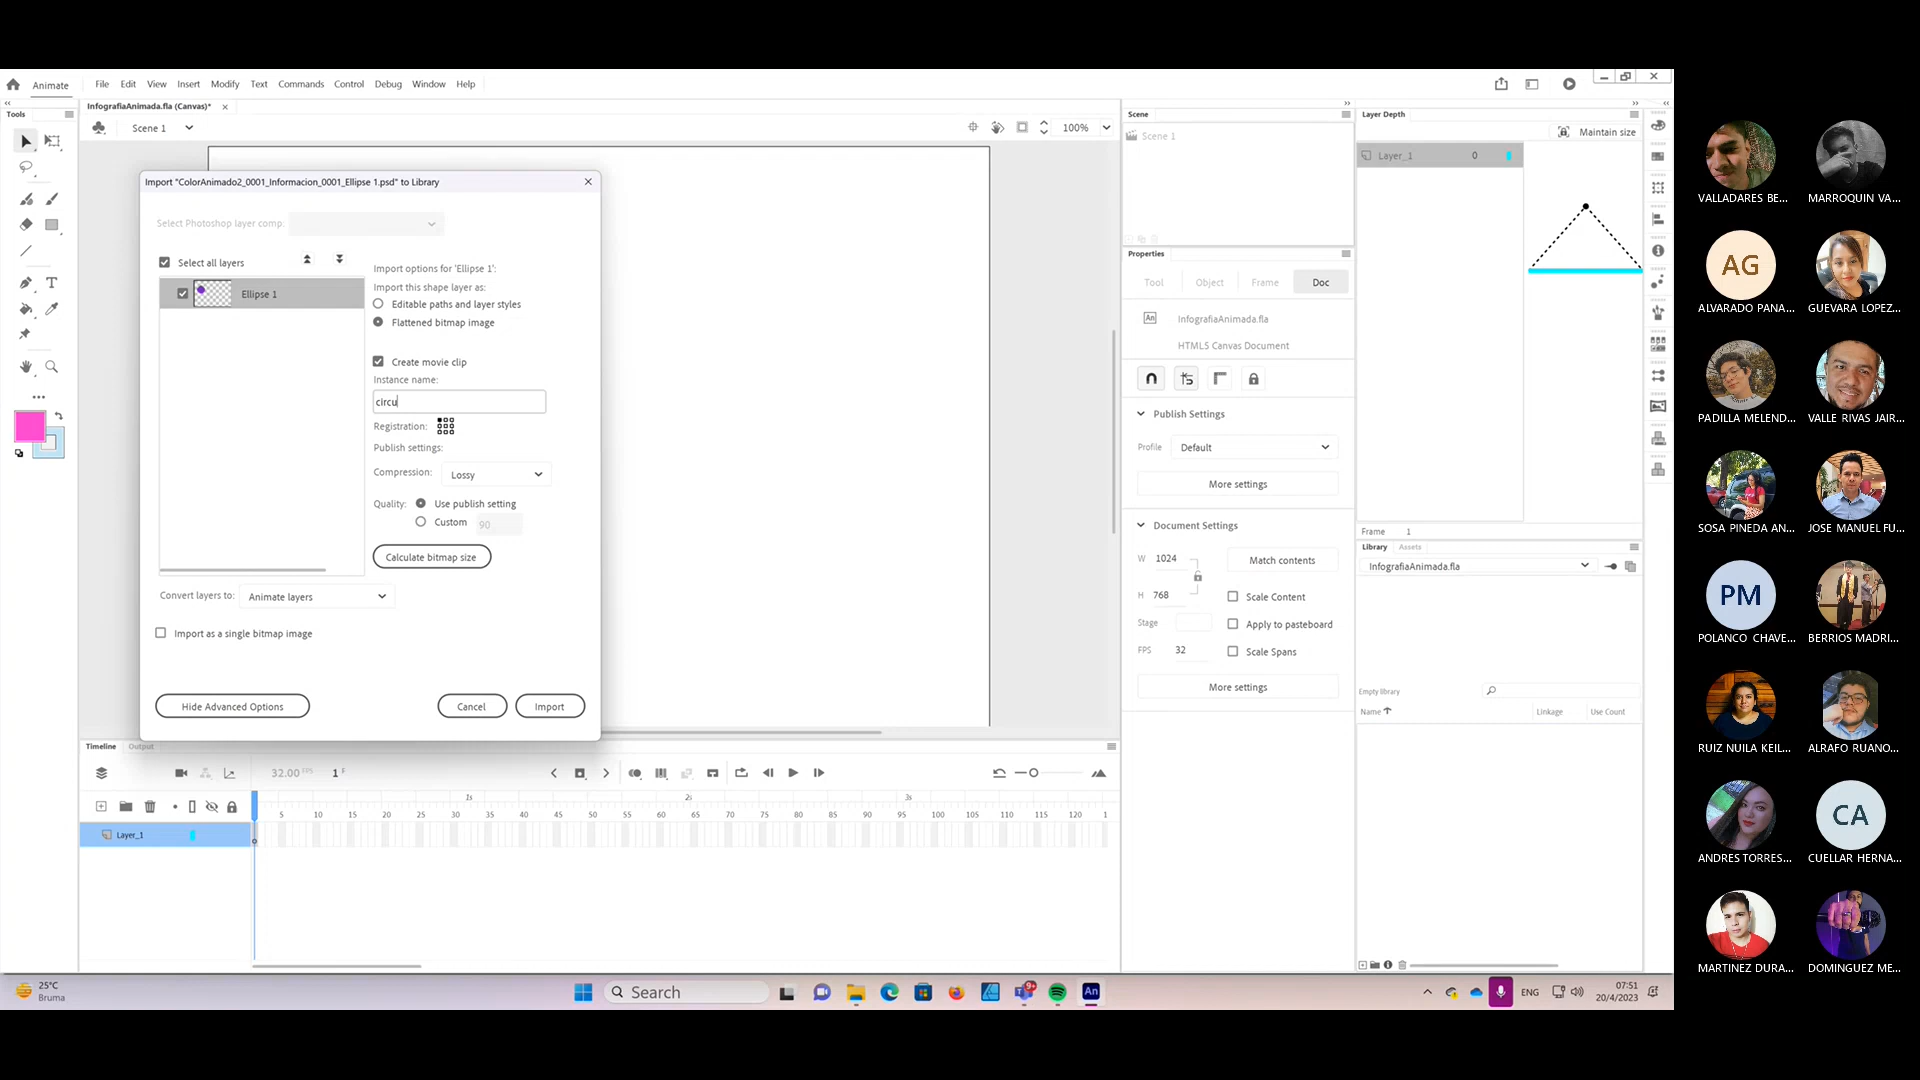 Animate File Edit View Insert Modify Text Commands Control Debug Window Help
InfografiaAnimada.fla (Canvas)*
Tools
Scene 1
100%
Import "ColorAnimado2_0001_Informacion_0001_Ellipse 1.psd" to Library
Select Photoshop layer comp:
Select all layers
Ellipse 1
Import options for 'Ellipse 1':
Import this shape layer as:
Editable paths and layer styles
Flattened bitmap image
Create movie clip
Instance name:
circu
Registration:
Publish settings:
Compression: Lossy
Quality: Use publish setting
Custom 90
Calculate bitmap size
Convert layers to: Animate layers
Import as a single bitmap image
Hide Advanced Options Cancel Import
Timeline Output
32.00 FPS 1 F
1s 2s 3s
5 10 15 20 25 30 35 40 45 50 55 60 65 70 75 80 85 90 95 100 105 110 115 120 1
Layer_1
Scene
Scene 1
Properties
Tool Object Frame Doc
An InfografiaAnimada.fla
HTML5 Canvas Document
Publish Settings
Profile Default
More settings
Document Settings
W 1024 Match contents
H 768 Scale Content
Stage Apply to pasteboard
FPS 32 Scale Spans
More settings
Layer Depth
Maintain size
Layer_1 0
Frame 1
Library Assets
InfografiaAnimada.fla
Empty library
Name Linkage Use Count
25°C
Bruma
Search
9+
An
ENG
07:51
20/4/2023
VALLADARES BE... MARROQUIN VA...
AG
ALVARADO PANA... GUEVARA LOPEZ...
PADILLA MELEND... VALLE RIVAS JAIR...
SOSA PINEDA AN... JOSE MANUEL FU...
PM
POLANCO CHAVE... BERRIOS MADRI...
RUIZ NUILA KEIL... ALRAFO RUANO...
CA
ANDRES TORRES... CUELLAR HERNA...
MARTINEZ DURA... DOMINGUEZ ME...